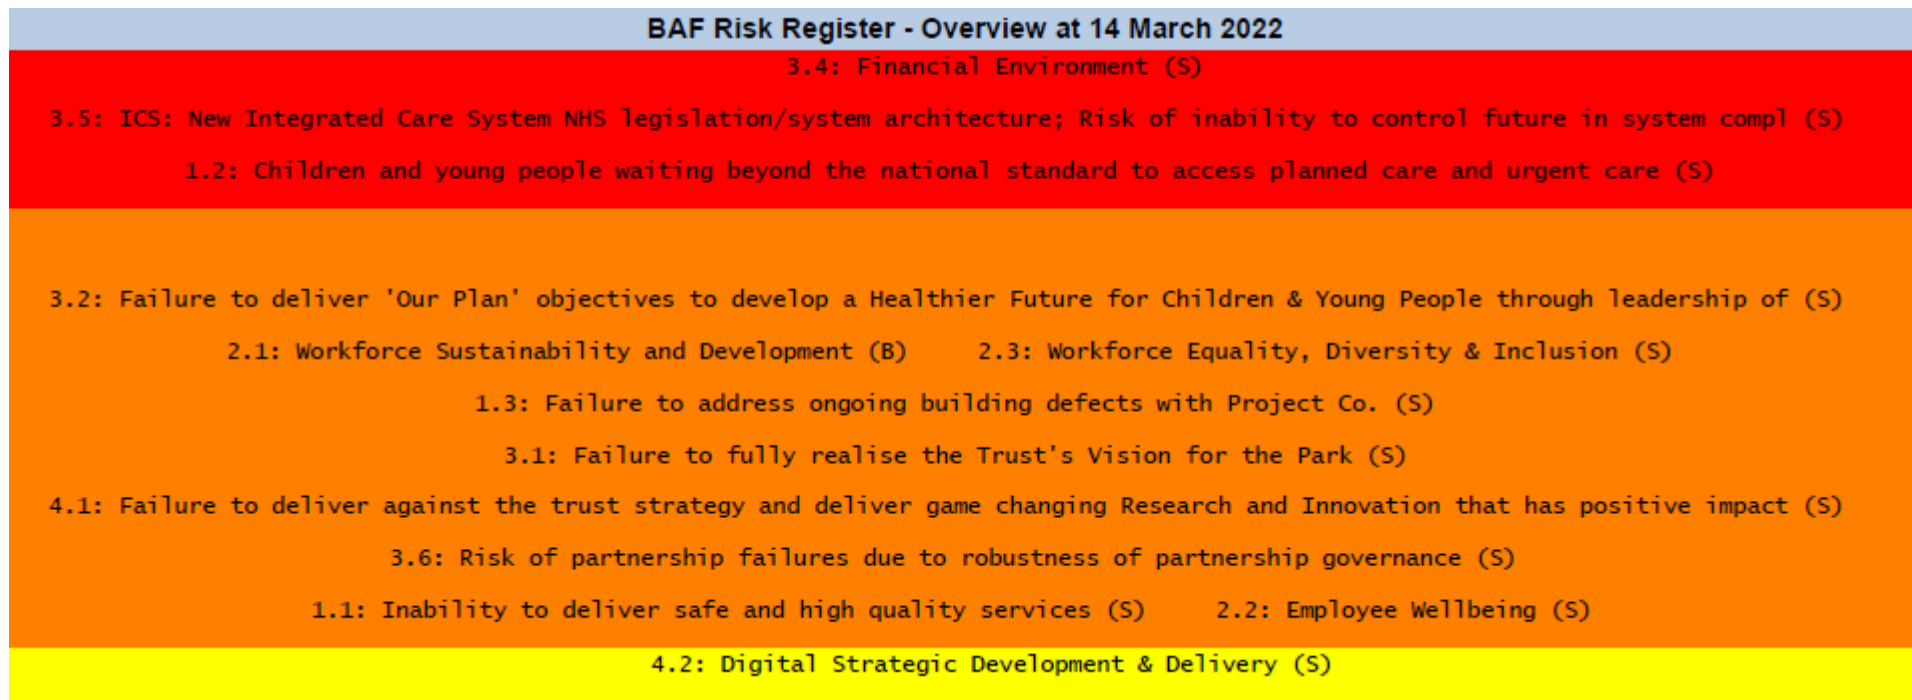 BAF Risk Register - Overview at 14 March 2022
3.4: Financial Environment (S)
3.5: ICS: New Integrated Care System NHS legislation/system architecture; Risk of inability to control future in system compl (S)
1.2: Children and young people waiting beyond the national standard to access planned care and urgent care (S)
3.2: Failure to deliver 'Our Plan' objectives to develop a Healthier Future for Children & Young People through leadership of (S)
2.1: Workforce Sustainability and Development (B) 2.3: Workforce Equality, Diversity & Inclusion (S)
1.3: Failure to address ongoing building defects with Project Co. (S)
3.1: Failure to fully realise the Trust's Vision for the Park (S)
4.1: Failure to deliver against the trust strategy and deliver game changing Research and Innovation that has positive impact (S)
3.6: Risk of partnership failures due to robustness of partnership governance (S)
1.1: Inability to deliver safe and high quality services (S) 2.2: Employee Wellbeing (S)
4.2: Digital Strategic Development & Delivery (S)